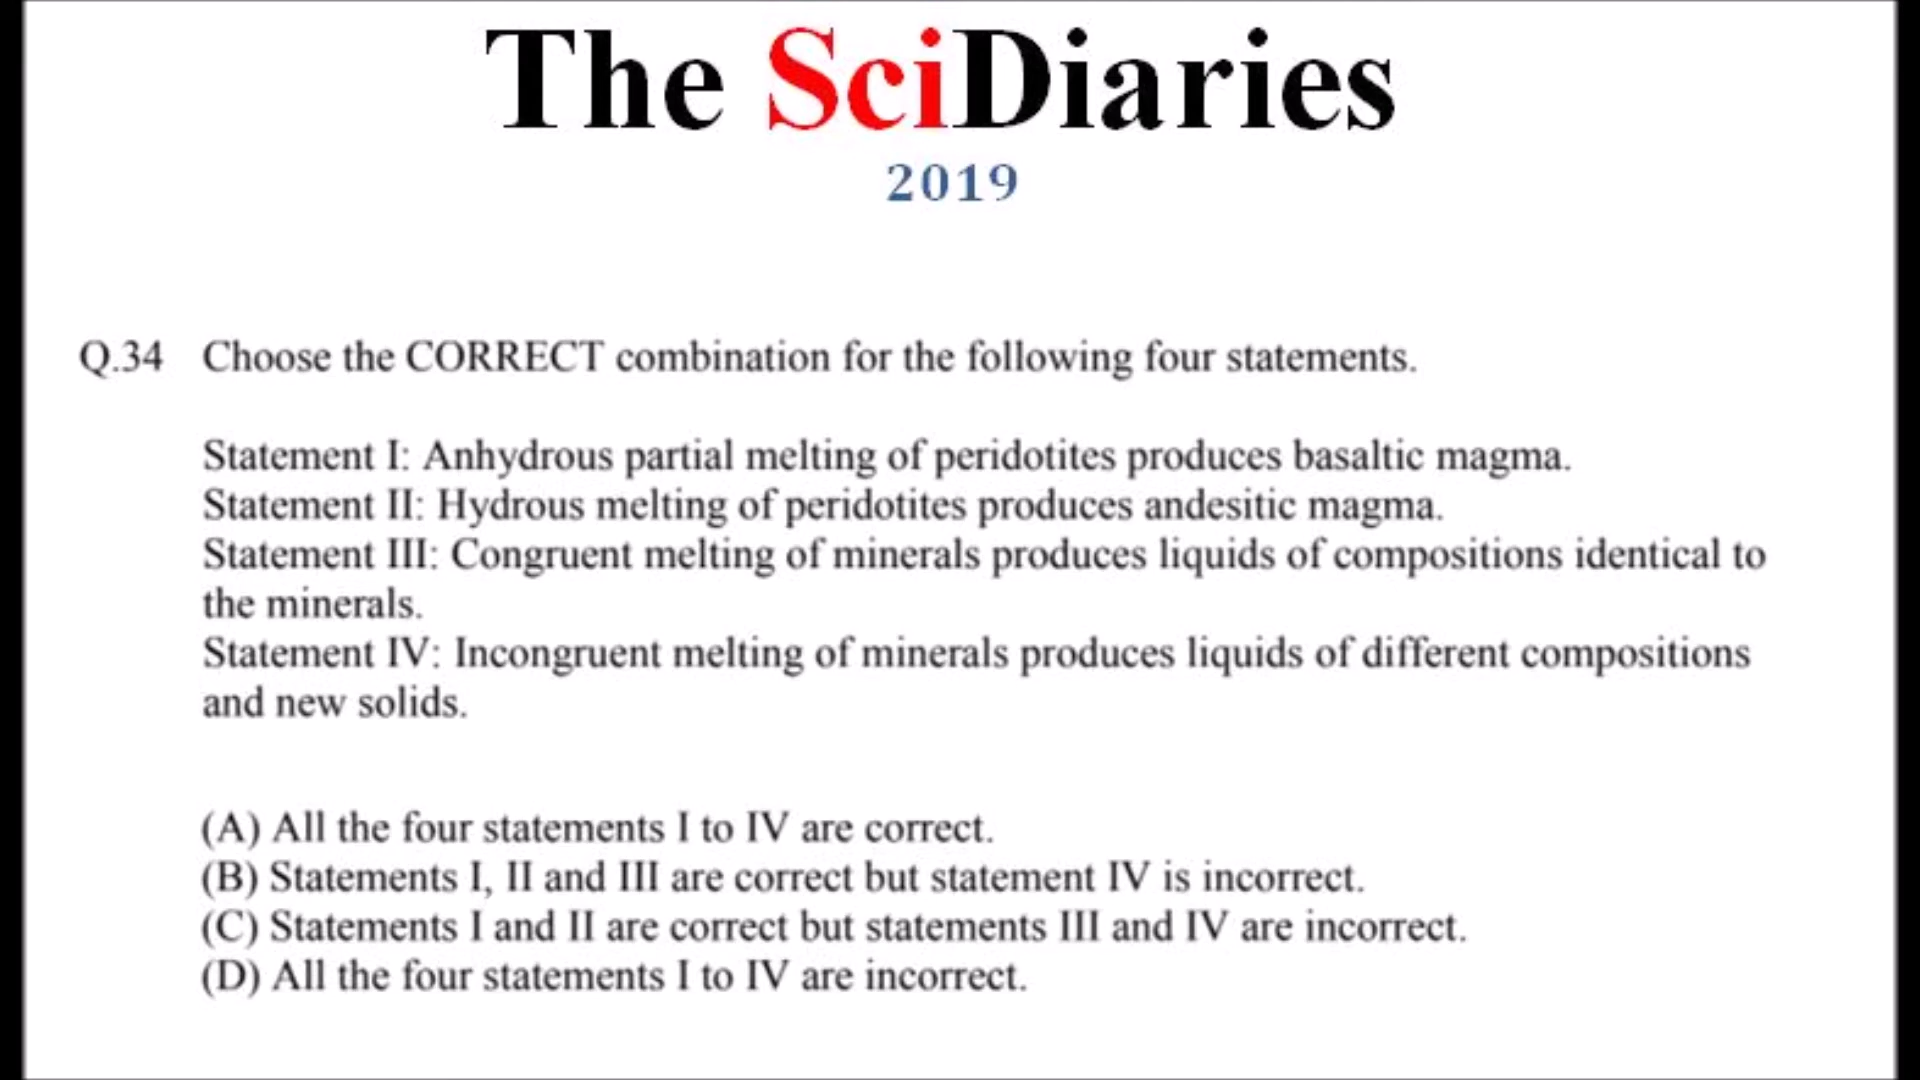 The SciDiaries
2019
Q.34 Choose the CORRECT combination for the following four statements.
Statement I: Anhydrous partial melting of peridotites produces basaltic magma.
Statement II: Hydrous melting of peridotites produces andesitic magma.
Statement III: Congruent melting of minerals produces liquids of compositions identical to
the minerals.
Statement IV: Incongruent melting of minerals produces liquids of different compositions
and new solids.
(A) All the four statements I to IV are correct.
(B) Statements I, II and III are correct but statement IV is incorrect.
(C) Statements I and II are correct but statements III and IV are incorrect.
(D) All the four statements I to IV are incorrect.